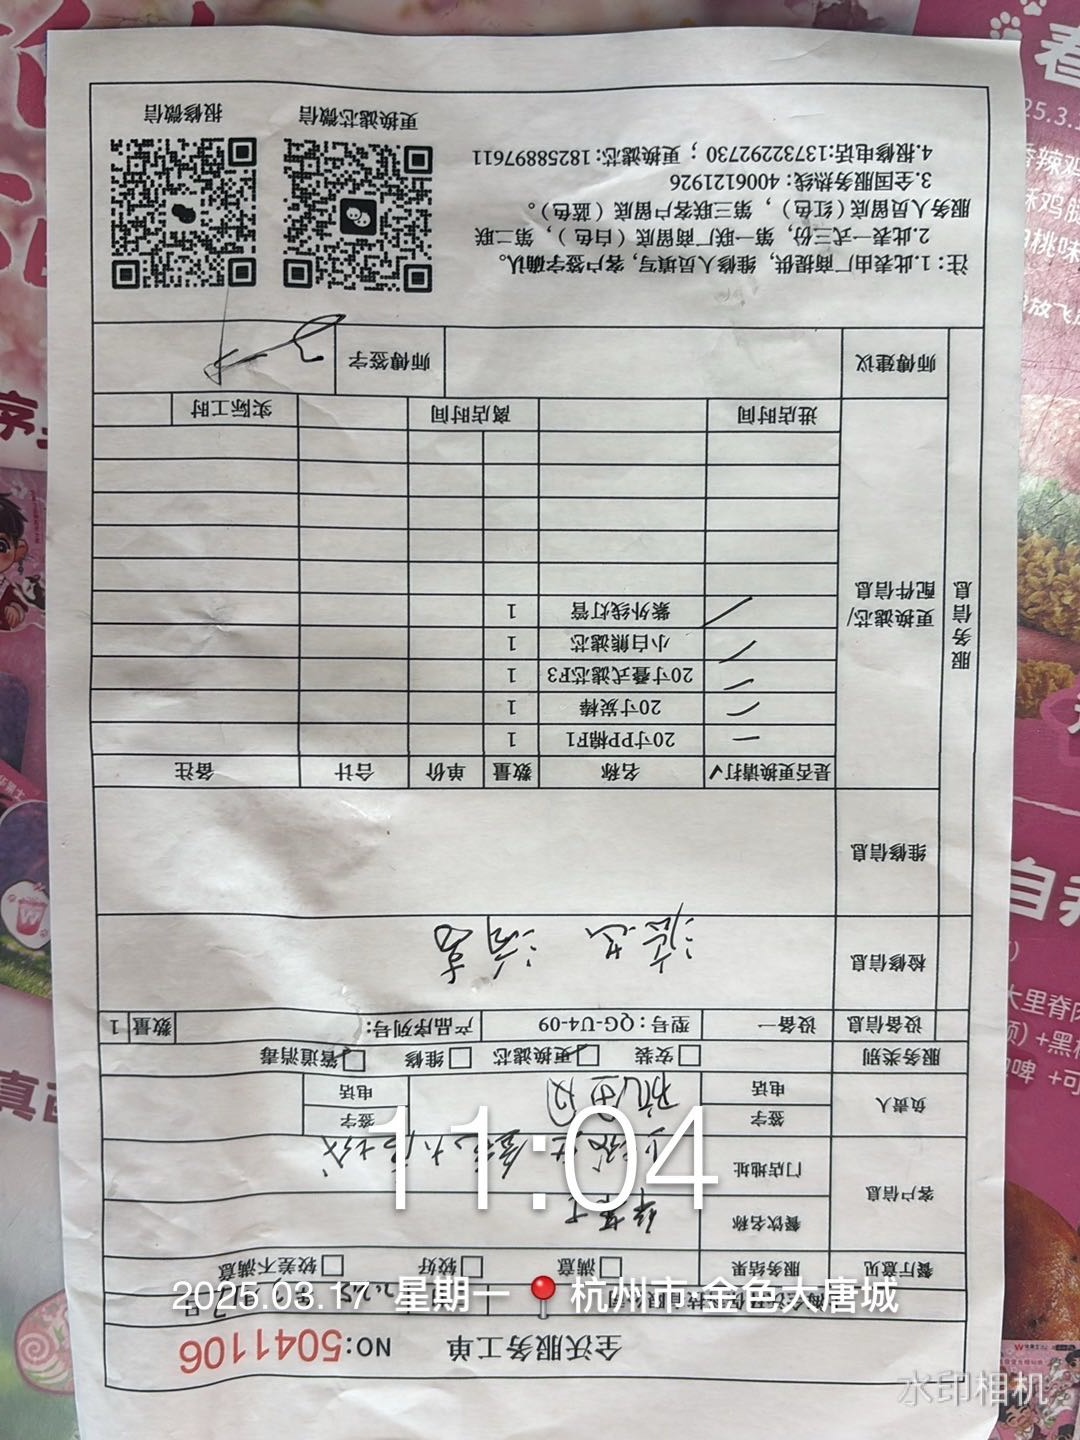 全沃服务工单 NO:5041106
餐厅意见 服务结果 满意 较好 较差不满意
客户信息 餐饮名称 华莱士
门店地址
负责人 签字 签字
电话 电话
服务类别 安装 更换滤芯 维修 管道消毒
设备信息 设备一 型号:QG-U4-09 产品序列号: 数量 1
检修信息 滤芯 消毒
维修信息
服务信息
更换滤芯/配件信息
是否更换请打✓ 名称 数量 单价 合计 备注
20寸PP棉F1 1
20寸炭棒 1
20寸叠式滤芯F3 1
小白熊滤芯 1
紫外线灯管 1
进店时间 离店时间 实际工时
师傅建议 师傅签字
注:1.此表由厂商提供,维修人员填写,客户签字确认。
2.此表一式三份,第一联厂商留底(白色),第二联
服务人员留底(红色),第三联客户留底(蓝色)。
3.全国服务热线:4006121926
4.报修电话:13732292730;更换滤芯:18258897611
更换滤芯微信 报修微信
11:04
2025.03.17 星期一 杭州市·金色大唐城
水印相机